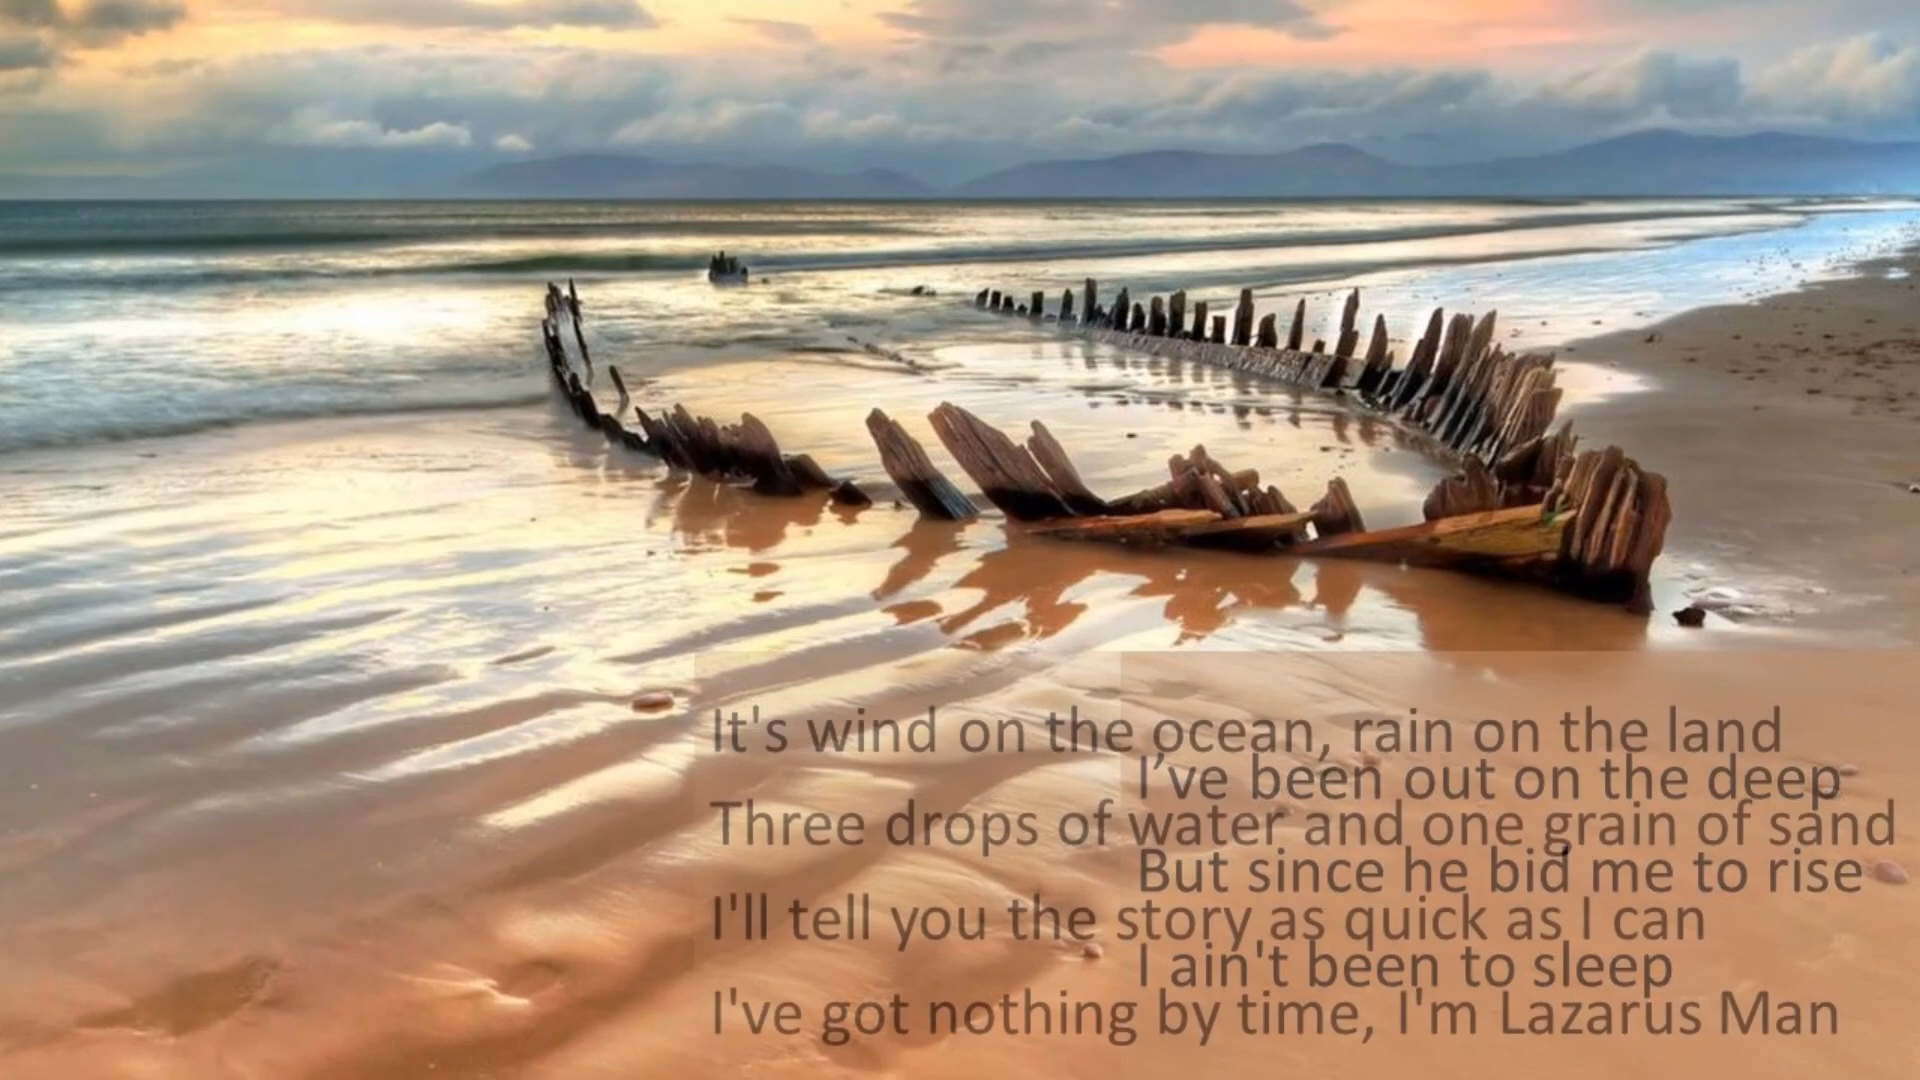 It's wind on the ocean, rain on the land
I’ve been out on the deep
Three drops of water and one grain of sand
But since he bid me to rise
I'll tell you the story as quick as I can
I ain't been to sleep
I've got nothing by time, I'm Lazarus Man